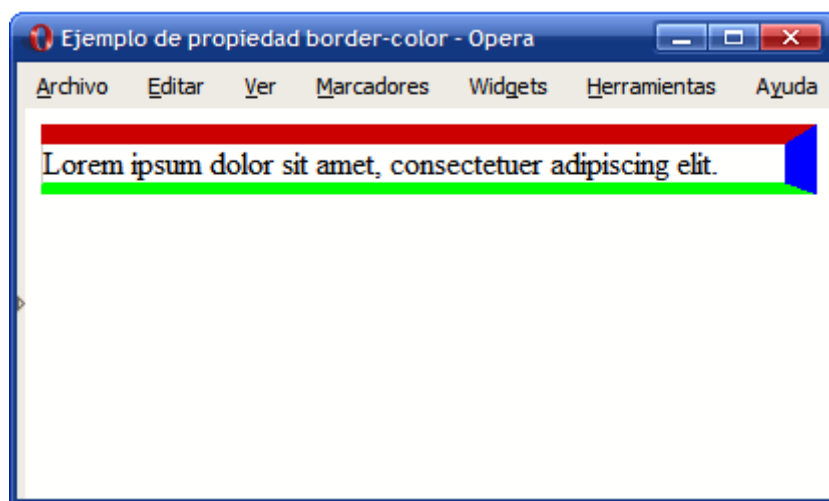 Ejemplo de propiedad border-color - Opera
Archivo Editar Ver Marcadores Widgets Herramientas Ayuda
Lorem ipsum dolor sit amet, consectetuer adipiscing elit.